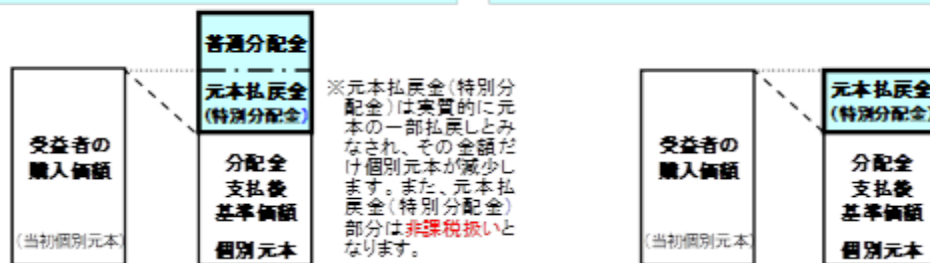 普通分配金
元本払戻金
(特別分配金)
受益者の
購入価額
(当初個別元本)
分配金
支払後
基準価額
個別元本
※元本払戻金(特別分
配金)は実質的に元
本の一部払戻しとみ
なされ、その金額だ
け個別元本が減少し
ます。また、元本払
戻金(特別分配金)
部分は非課税扱いと
なります。
元本払戻金
(特別分配金)
受益者の
購入価額
(当初個別元本)
分配金
支払後
基準価額
個別元本